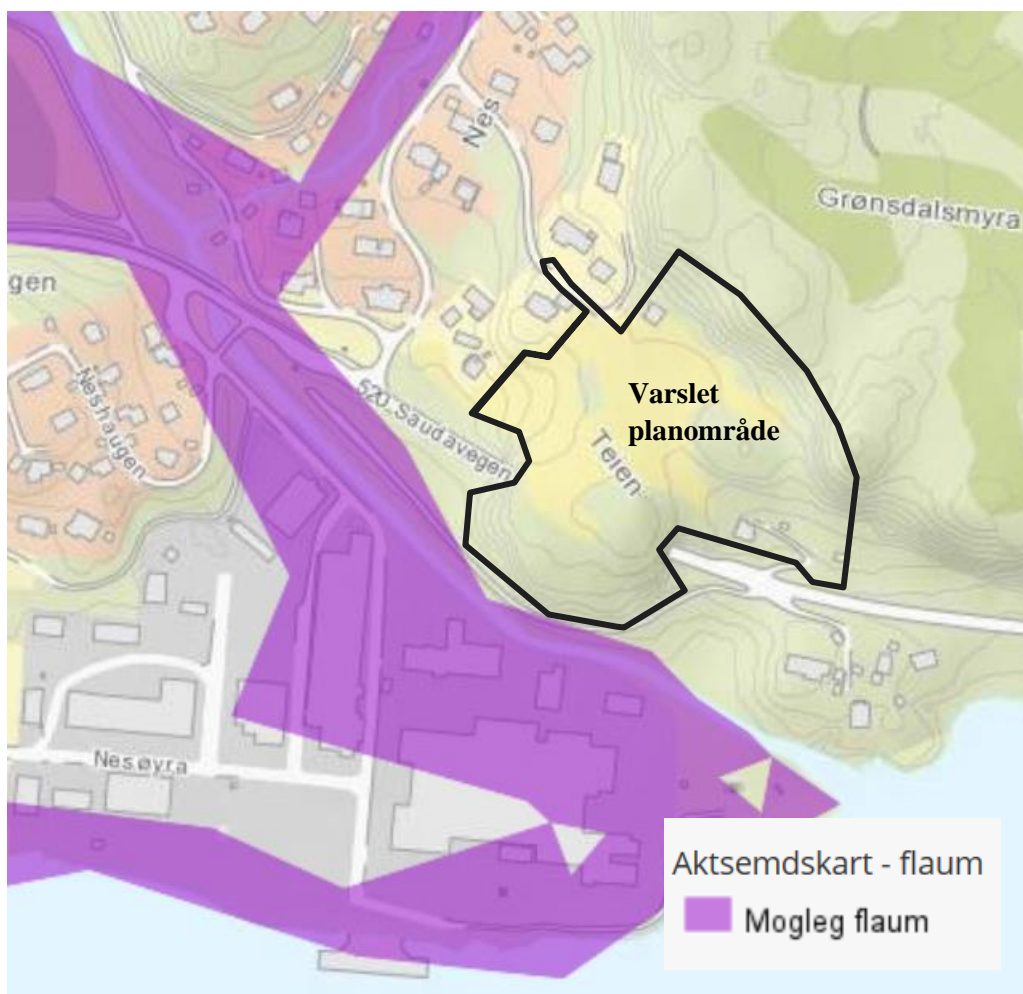 Nes
Grønsdalsmyra
gen
Neshaugen
520, Saudavegen
Varslet
planområde
Teien
Nesøyra
Aktsemdskart - flaum
Mogleg flaum